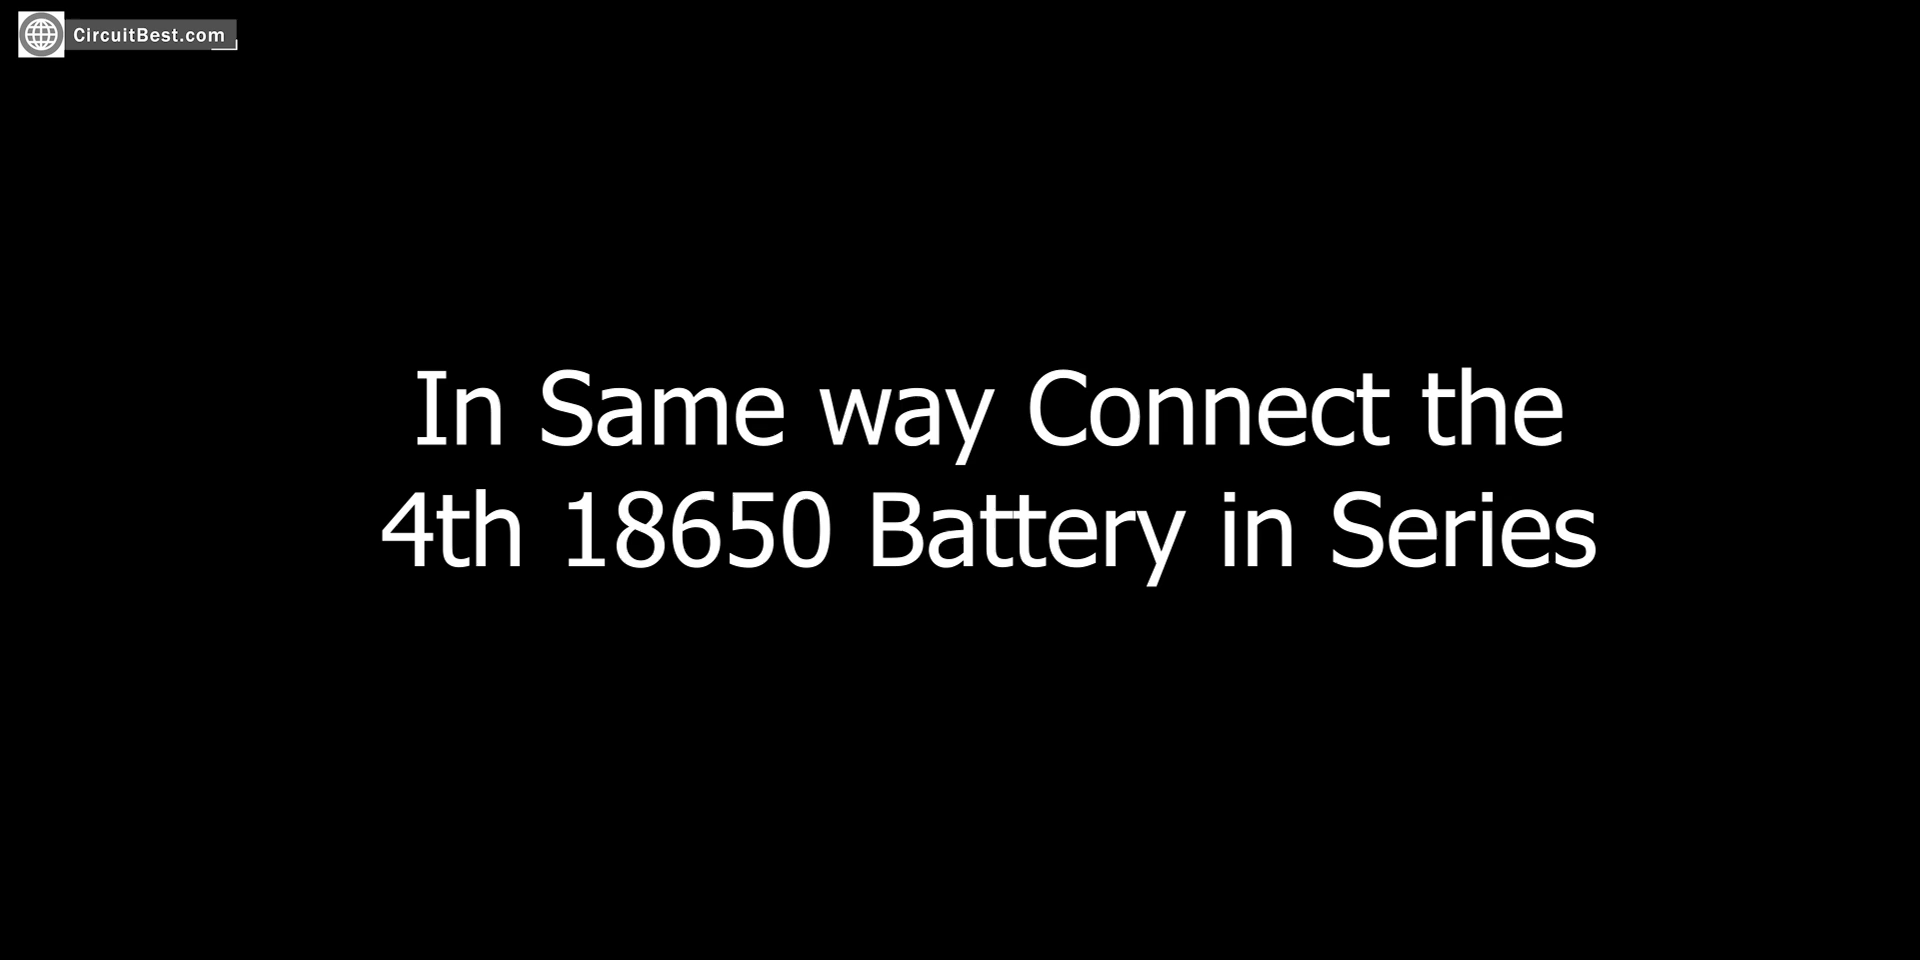 CircuitBest.com
In Same way Connect the
4th 18650 Battery in Series